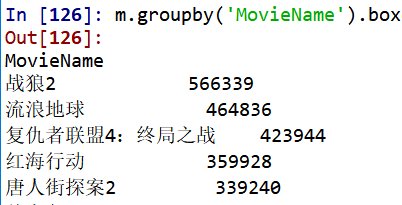 In [126]: m.groupby('MovieName').box
Out[126]:
MovieName
战狼2 566339
流浪地球 464836
复仇者联盟4：终局之战 423944
红海行动 359928
唐人街探案2 339240